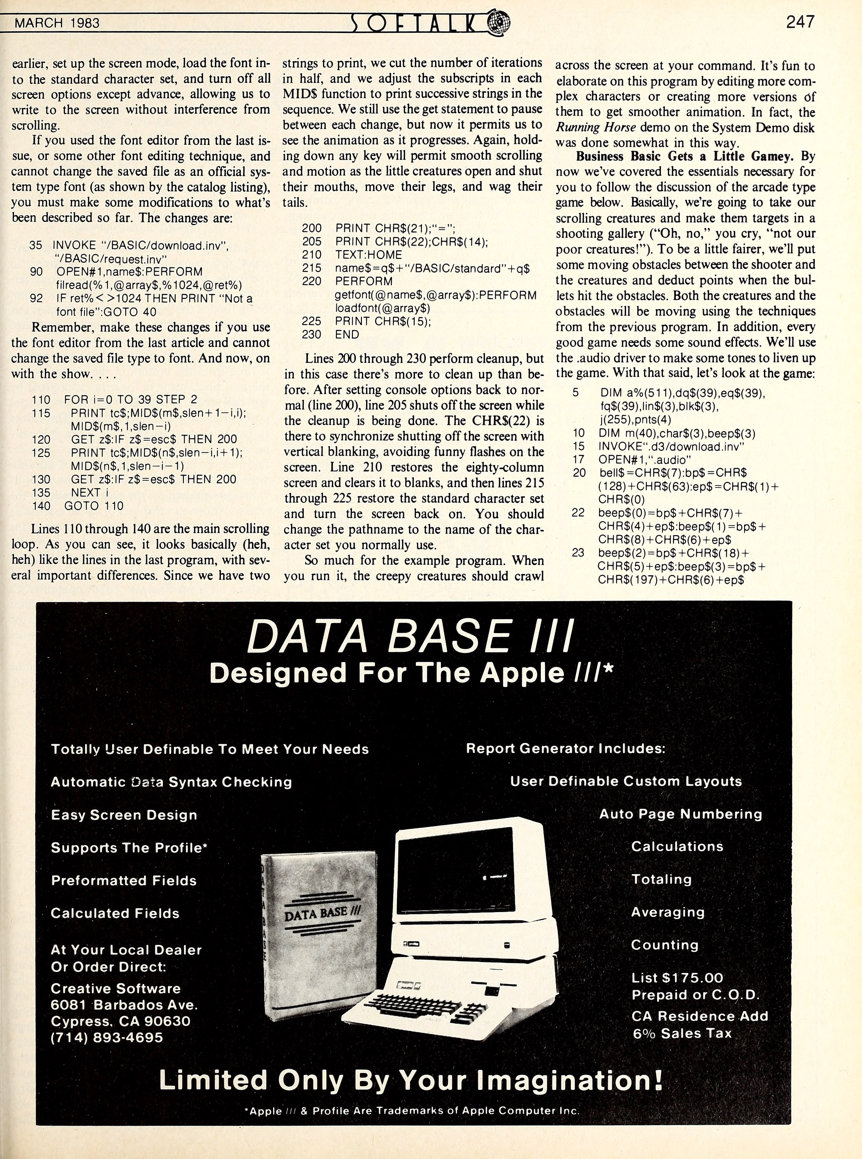 MARCH 1983
SOFTALK
247
earlier, set up the screen mode, load the font in-
to the standard character set, and turn off all
screen options except advance, allowing us to
write to the screen without interference from
scrolling.
If you used the font editor from the last is-
sue, or some other font editing technique, and
cannot change the saved file as an official sys-
tem type font (as shown by the catalog listing),
you must make some modifications to what's
been described so far. The changes are:
35 INVOKE "/BASIC/download.inv",
"/BASIC/request.inv"
90 OPEN#1,name$:PERFORM
filread(%1,@array$,%1024,@ret%)
92 IF ret%< >1024 THEN PRINT "Not a
font file":GOTO 40
Remember, make these changes if you use
the font editor from the last article and cannot
change the saved file type to font. And now, on
with the show. . . .
110 FOR i=0 TO 39 STEP 2
115 PRINT tc$;MID$(m$,slen+1-i,i);
MID$(m$,1,slen-i)
120 GET z$:IF z$=esc$ THEN 200
125 PRINT tc$;MID$(n$,slen-i,i+1);
MID$(n$,1,slen-i-1)
130 GET z$:IF z$=esc$ THEN 200
135 NEXT i
140 GOTO 110
Lines 110 through 140 are the main scrolling
loop. As you can see, it looks basically (heh,
heh) like the lines in the last program, with sev-
eral important differences. Since we have two
strings to print, we cut the number of iterations
in half, and we adjust the subscripts in each
MID$ function to print successive strings in the
sequence. We still use the get statement to pause
between each change, but now it permits us to
see the animation as it progresses. Again, hold-
ing down any key will permit smooth scrolling
and motion as the little creatures open and shut
their mouths, move their legs, and wag their
tails.
200 PRINT CHR$(21);"=";
205 PRINT CHR$(22);CHR$(14);
210 TEXT:HOME
215 name$=q$+"/BASIC/standard"+q$
220 PERFORM
getfont(@name$,@array$):PERFORM
loadfont(@array$)
225 PRINT CHR$(15);
230 END
Lines 200 through 230 perform cleanup, but
in this case there's more to clean up than be-
fore. After setting console options back to nor-
mal (line 200), line 205 shuts off the screen while
the cleanup is being done. The CHR$(22) is
there to synchronize shutting off the screen with
vertical blanking, avoiding funny flashes on the
screen. Line 210 restores the eighty-column
screen and clears it to blanks, and then lines 215
through 225 restore the standard character set
and turn the screen back on. You should
change the pathname to the name of the char-
acter set you normally use.
So much for the example program. When
you run it, the creepy creatures should crawl
across the screen at your command. It's fun to
elaborate on this program by editing more com-
plex characters or creating more versions of
them to get smoother animation. In fact, the
Running Horse demo on the System Demo disk
was done somewhat in this way.
Business Basic Gets a Little Gamey. By
now we've covered the essentials necessary for
you to follow the discussion of the arcade type
game below. Basically, we're going to take our
scrolling creatures and make them targets in a
shooting gallery ("Oh, no," you cry, "not our
poor creatures!"). To be a little fairer, we'll put
some moving obstacles between the shooter and
the creatures and deduct points when the bul-
lets hit the obstacles. Both the creatures and the
obstacles will be moving using the techniques
from the previous program. In addition, every
good game needs some sound effects. We'll use
the .audio driver to make some tones to liven up
the game. With that said, let's look at the game:
5 DIM a%(511),dq$(39),eq$(39),
fq$(39),lin$(3),blk$(3),
j(255),pnts(4)
10 DIM m(40),char$(3),beep$(3)
15 INVOKE".d3/download.inv"
17 OPEN#1,".audio"
20 bell$=CHR$(7):bp$=CHR$
(128)+CHR$(63):ep$=CHR$(1)+
CHR$(0)
22 beep$(0)=bp$+CHR$(7)+
CHR$(4)+ep$:beep$(1)=bp$+
CHR$(8)+CHR$(6)+ep$
23 beep$(2)=bp$+CHR$(18)+
CHR$(5)+ep$:beep$(3)=bp$+
CHR$(197)+CHR$(6)+ep$
DATA BASE ///
Designed For The Apple ///*
Totally User Definable To Meet Your Needs
Automatic Data Syntax Checking
Easy Screen Design
Supports The Profile*
Preformatted Fields
Calculated Fields
At Your Local Dealer
Or Order Direct:
Creative Software
6081 Barbados Ave.
Cypress, CA 90630
(714) 893-4695
DATA BASE ///
Report Generator Includes:
User Definable Custom Layouts
Auto Page Numbering
Calculations
Totaling
Averaging
Counting
List $175.00
Prepaid or C.O.D.
CA Residence Add
6% Sales Tax
Limited Only By Your Imagination!
*Apple /// & Profile Are Trademarks of Apple Computer Inc.